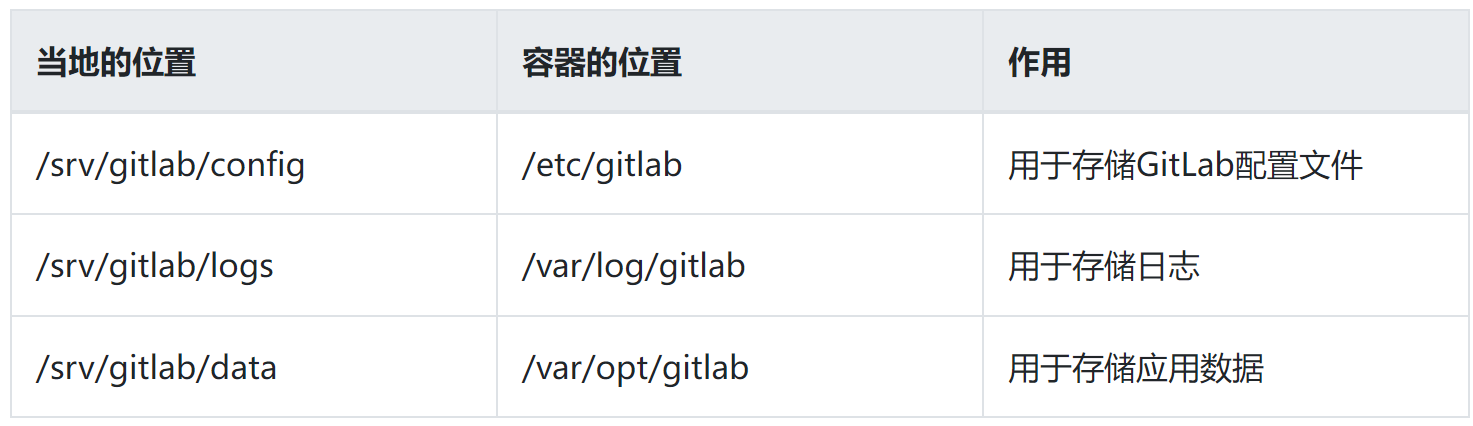 当地的位置 容器的位置 作用
/srv/gitlab/config /etc/gitlab 用于存储GitLab配置文件
/srv/gitlab/logs /var/log/gitlab 用于存储日志
/srv/gitlab/data /var/opt/gitlab 用于存储应用数据